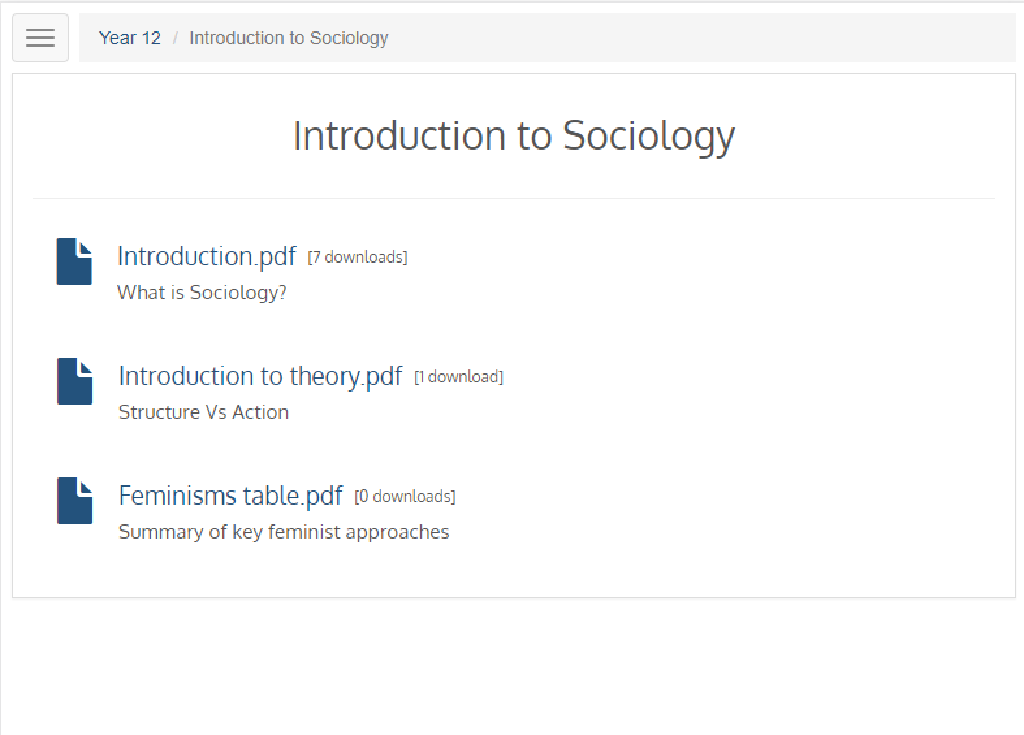 Year 12 / Introduction to Sociology
Introduction to Sociology
Introduction.pdf [7 downloads]
What is Sociology?
Introduction to theory.pdf [1 download]
Structure Vs Action
Feminisms table.pdf [0 downloads]
Summary of key feminist approaches